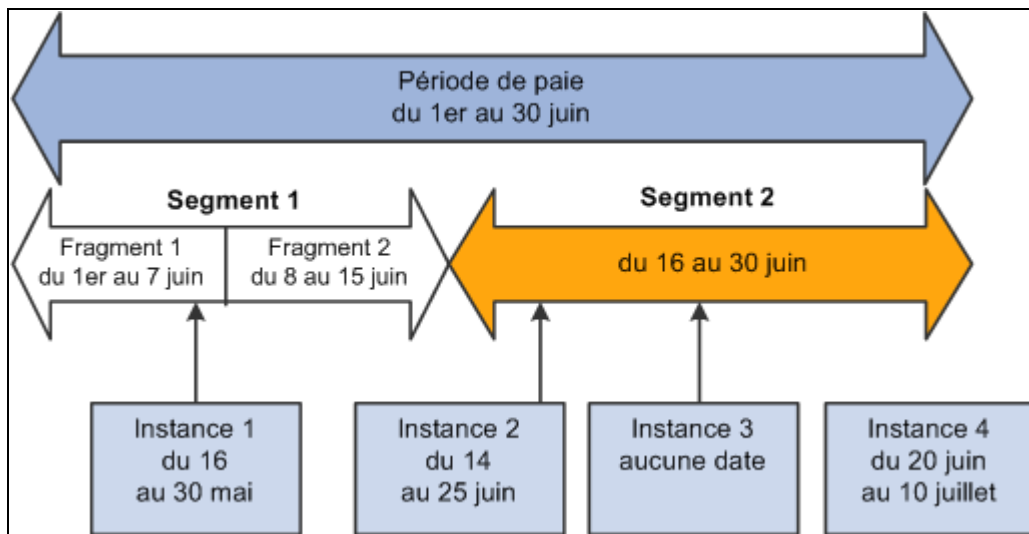 Période de paie
du 1er au 30 juin
Segment 1
Segment 2
Fragment 1
du 1er au 7 juin
Fragment 2
du 8 au 15 juin
du 16 au 30 juin
Instance 1
du 16
au 30 mai
Instance 2
du 14
au 25 juin
Instance 3
aucune date
Instance 4
du 20 juin
au 10 juillet